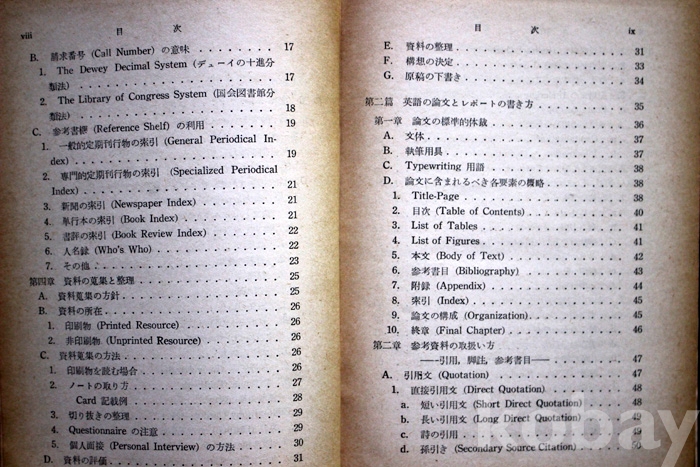 viii 目 次
B. 請求番号 (Call Number) の意味 17
1. The Dewey Decimal System (デューイの十進分
類法) 17
2. The Library of Congress System (国会図書館分
類法) 18
C. 参考書棚 (Reference Shelf) の利用 19
1. 一般的定期刊行物の索引 (General Periodical In-
dex) 19
2. 専門的定期刊行物の索引 (Specialized Periodical
Index) 21
3. 新聞の索引 (Newspaper Index) 21
4. 単行本の索引 (Book Index) 21
5. 書評の索引 (Book Review Index) 22
6. 人名録 (Who's Who) 22
7. その他 23
第四章 資料の蒐集と整理 25
A. 資料蒐集の方針 25
B. 資料の所在 26
1. 印刷物 (Printed Resource) 26
2. 非印刷物 (Unprinted Resource) 26
C. 資料蒐集の方法 26
1. 印刷物を読む場合 26
2. ノートの取り方 27
Card 記載例 28
3. 切り抜きの整理 29
4. Questionnaire の注意 29
5. 個人面接 (Personal Interview) の方法 30
D. 資料の評価 31
目 次 ix
E. 資料の整理 31
F. 構想の決定 33
G. 原稿の下書き 34
第二篇 英語の論文とレポートの書き方 35
第一章 論文の標準的体裁 36
A. 文体 37
B. 執筆用具 37
C. Typewriting 用語 38
D. 論文に含まれるべき各要素の概略 38
1. Title-Page 38
2. 目次 (Table of Contents) 40
3. List of Tables 41
4. List of Figures 41
5. 本文 (Body of Text) 42
6. 参考書目 (Bibliography) 43
7. 附録 (Appendix) 44
8. 索引 (Index) 45
9. 論文の構成 (Organization) 45
10. 終章 (Final Chapter) 46
第二章 参考資料の取扱い方
——引用, 脚註, 参考書目—— 47
A. 引用文 (Quotation) 47
1. 直接引用文 (Direct Quotation) 48
a. 短い引用文 (Short Direct Quotation) 48
b. 長い引用文 (Long Direct Quotation) 49
c. 詩の引用 49
d. 孫引き (Secondary Source Citation) 50
kobay